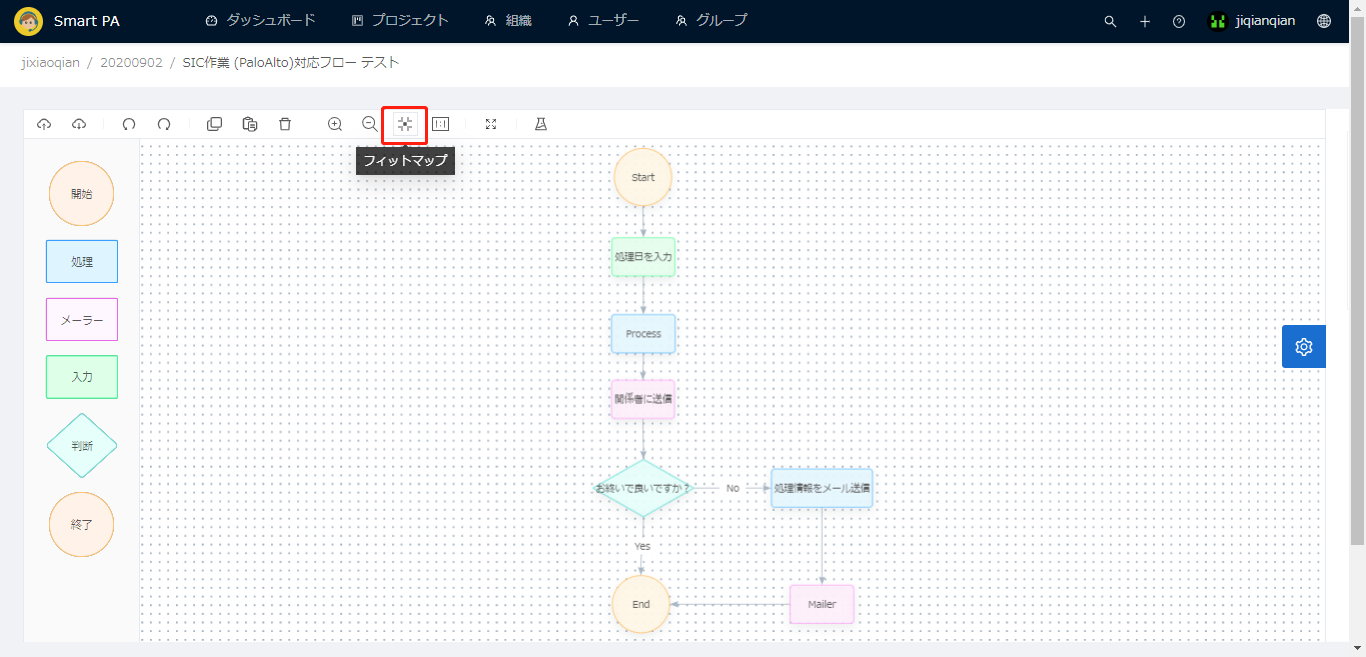 Smart PA
ダッシュボード
プロジェクト
組織
ユーザー
グループ
jiqianqian
jixiaoqian / 20200902 / SIC作業 (PaloAlto)対応フロー テスト
フィットマップ
開始
処理
メーラー
入力
判断
終了
Start
処理日を入力
Process
関係者に送信
お終いで良いですか?
No
処理情報をメール送信
Yes
End
Mailer